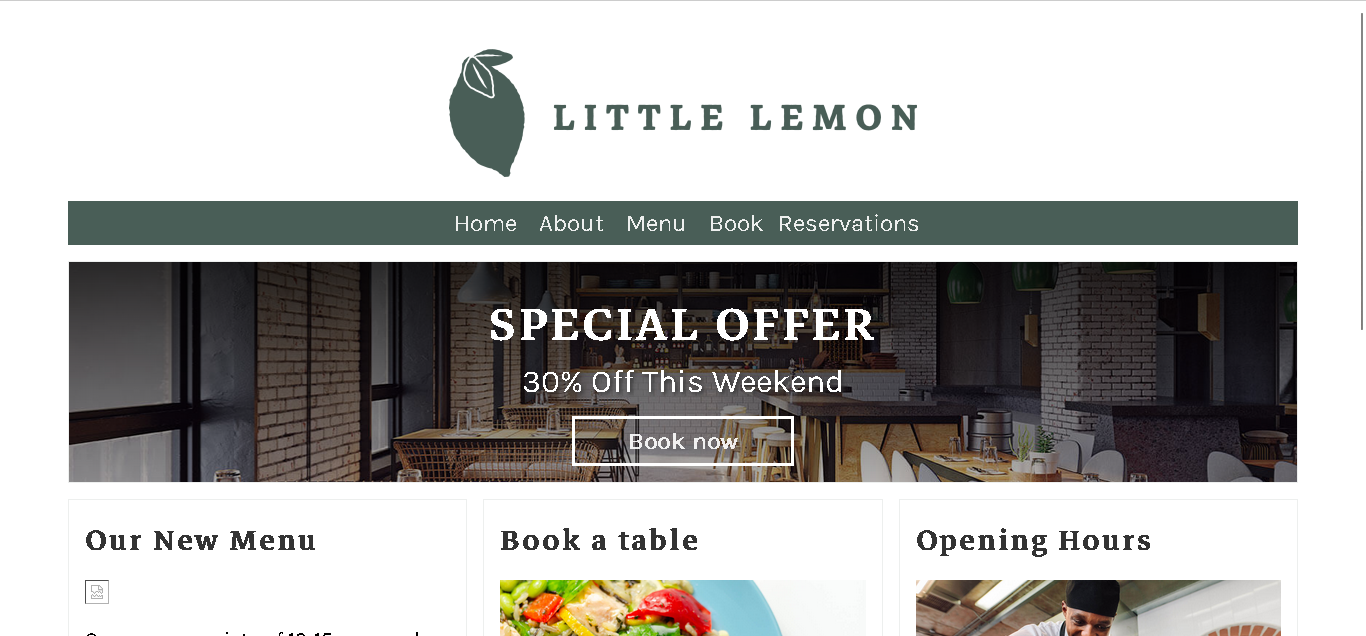 LITTLE LEMON
Home About Menu Book Reservations
SPECIAL OFFER
30% Off This Weekend
Book now
Our New Menu
Book a table
Opening Hours